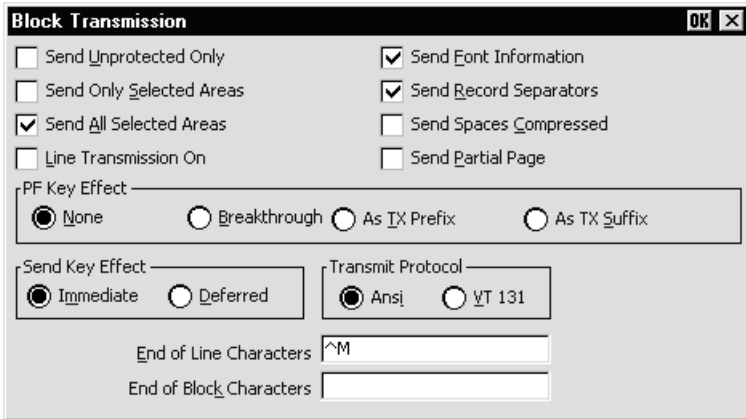 Block Transmission OK
Send Unprotected Only Send Font Information
Send Only Selected Areas Send Record Separators
Send All Selected Areas Send Spaces Compressed
Line Transmission On Send Partial Page
PF Key Effect
None Breakthrough As TX Prefix As TX Suffix
Send Key Effect Transmit Protocol
Immediate Deferred Ansi VT 131
End of Line Characters ^M
End of Block Characters